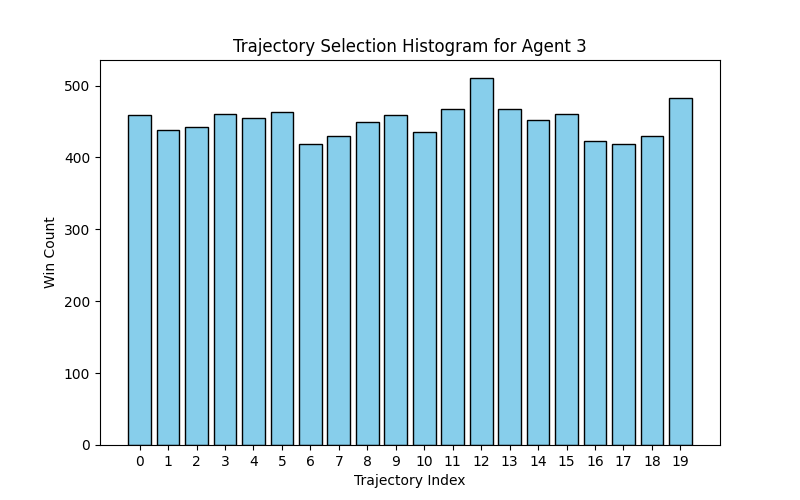 Trajectory Selection Histogram for Agent 3
500
400
300
200
100
0
Win Count
0 1 2 3 4 5 6 7 8 9 10 11 12 13 14 15 16 17 18 19
Trajectory Index